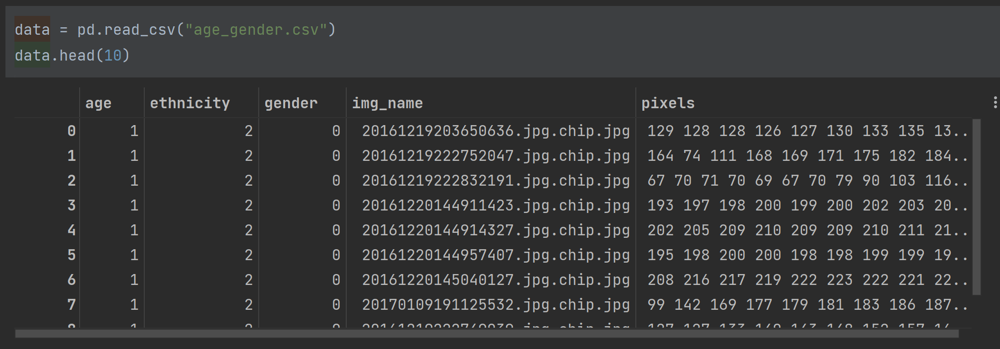 data = pd.read_csv("age_gender.csv")
data.head(10)
age ethnicity gender img_name pixels
0 1 2 0 20161219203650636.jpg.chip.jpg 129 128 128 126 127 130 133 135 13..
1 1 2 0 20161219222752047.jpg.chip.jpg 164 74 111 168 169 171 175 182 184..
2 1 2 0 20161219222832191.jpg.chip.jpg 67 70 71 70 69 67 70 79 90 103 116..
3 1 2 0 20161220144911423.jpg.chip.jpg 193 197 198 200 199 200 202 203 20..
4 1 2 0 20161220144914327.jpg.chip.jpg 202 205 209 210 209 209 210 211 21..
5 1 2 0 20161220144957407.jpg.chip.jpg 195 198 200 200 198 198 199 199 19..
6 1 2 0 20161220145040127.jpg.chip.jpg 208 216 217 219 222 223 222 221 22..
7 1 2 0 20170109191125532.jpg.chip.jpg 99 142 169 177 179 181 183 186 187..